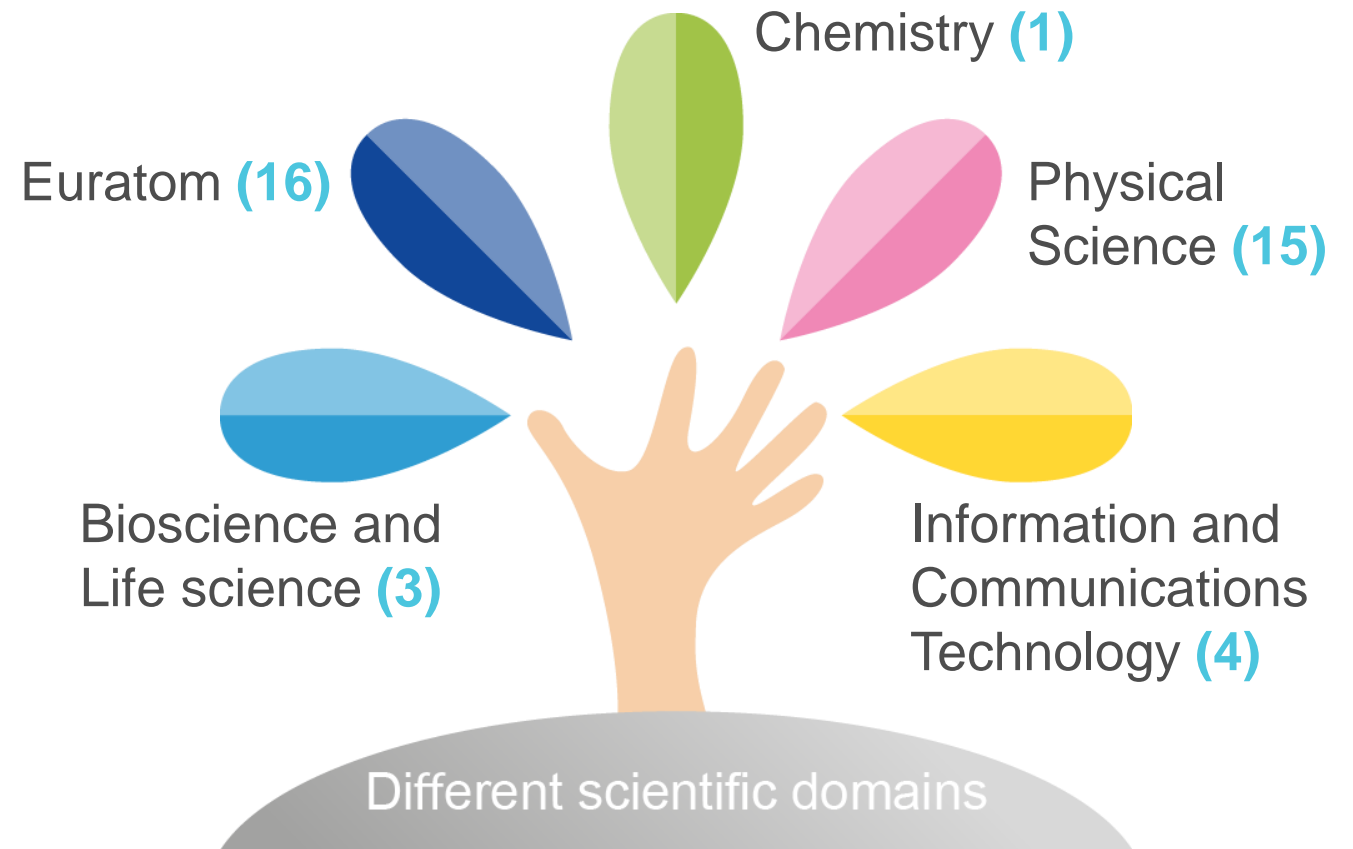 Chemistry (1)
Euratom (16)
Physical
Science (15)
Bioscience and
Life science (3)
Information and
Communications
Technology (4)
Different scientific domains